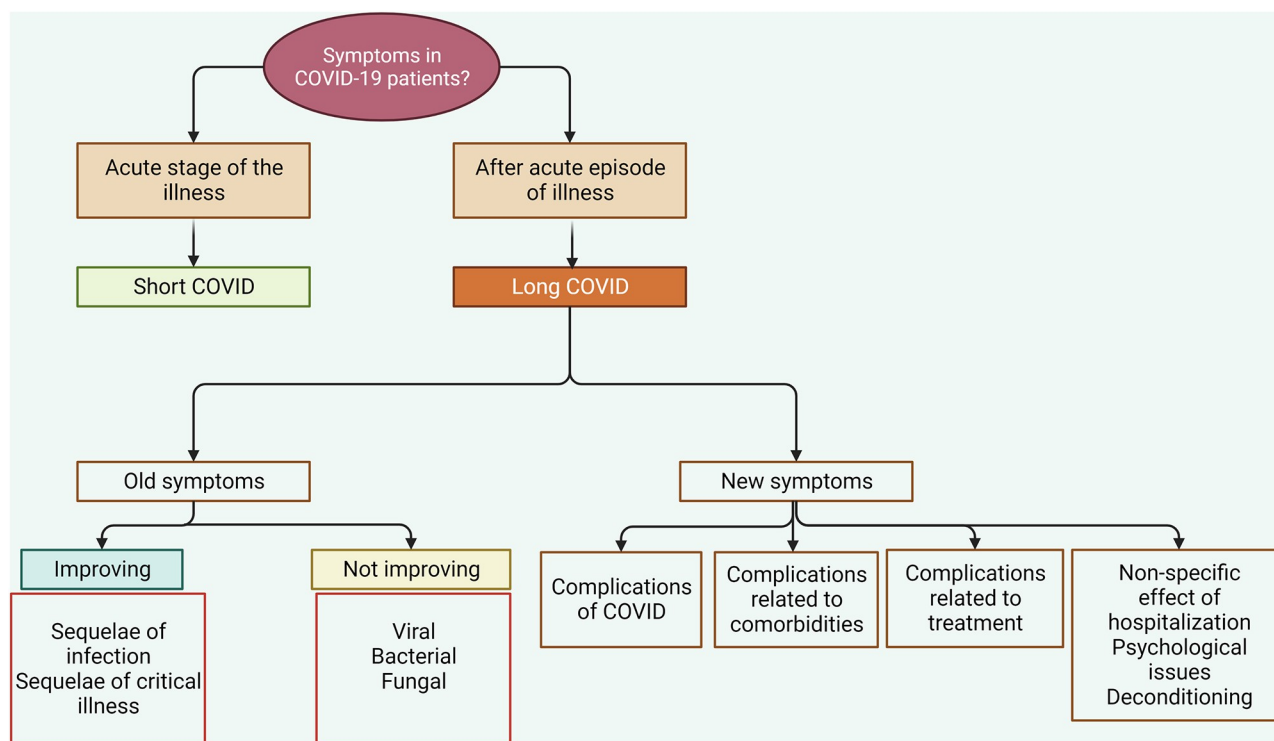 Symptoms in
COVID-19 patients?
Acute stage of the
illness
After acute episode
of illness
Short COVID
Long COVID
Old symptoms
New symptoms
Improving
Not improving
Sequelae of
infection
Sequelae of critical
illness
Viral
Bacterial
Fungal
Complications
of COVID
Complications
related to
comorbidities
Complications
related to
treatment
Non-specific
effect of
hospitalization
Psychological
issues
Deconditioning